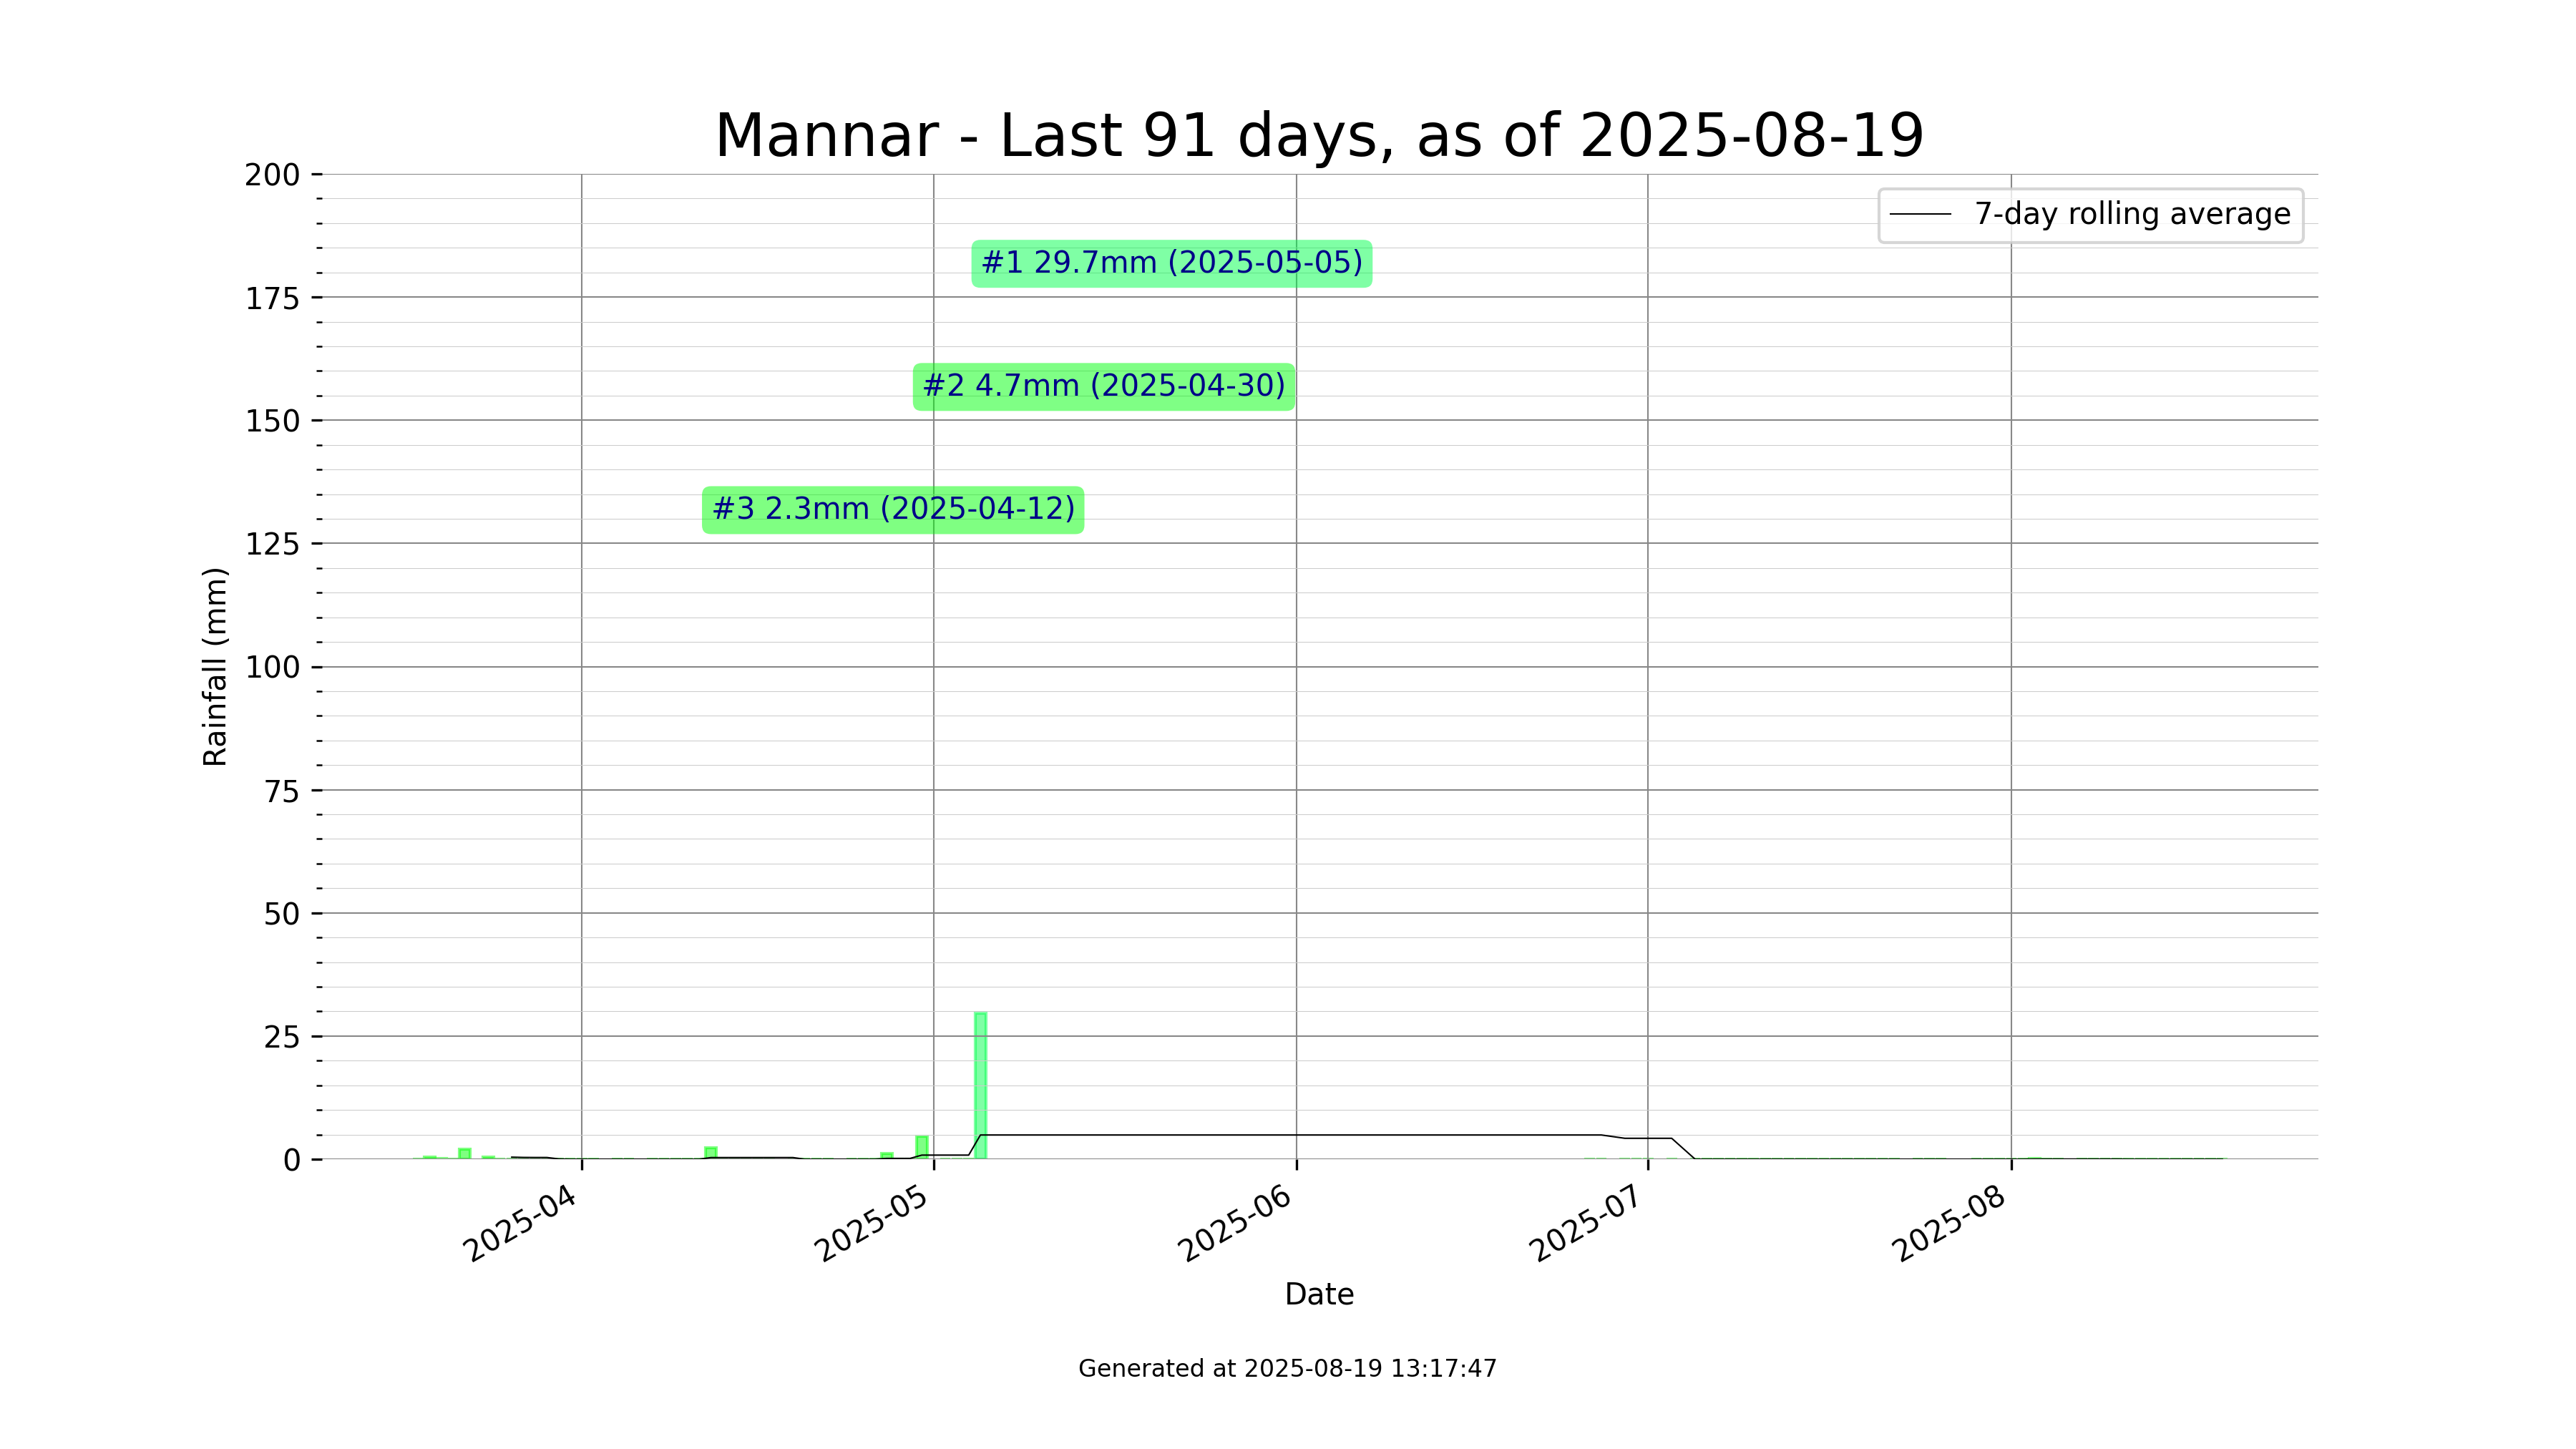 Mannar - Last 91 days, as of 2025-08-19
200
175
150
125
100
75
50
25
0
Rainfall (mm)
7-day rolling average
#1 29.7mm (2025-05-05)
#2 4.7mm (2025-04-30)
#3 2.3mm (2025-04-12)
2025-04
2025-05
2025-06
2025-07
2025-08
Date
Generated at 2025-08-19 13:17:47